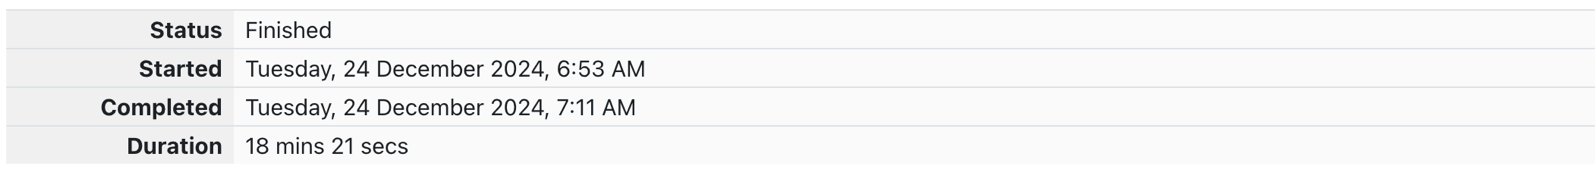 Status Finished
Started Tuesday, 24 December 2024, 6:53 AM
Completed Tuesday, 24 December 2024, 7:11 AM
Duration 18 mins 21 secs